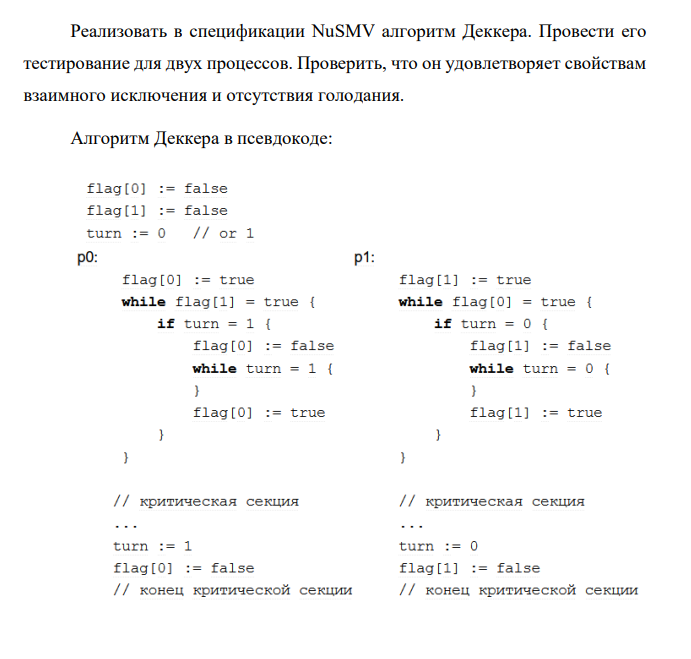 Реализовать в спецификации NuSMV алгоритм Деккера. Провести его
тестирование для двух процессов. Проверить, что он удовлетворяет свойствам
взаимного исключения и отсутствия голодания.
Алгоритм Деккера в псевдокоде:
flag[0] := false
flag[1] := false
turn := 0 // or 1
p0:
flag[0] := true
while flag[1] = true {
if turn = 1 {
flag[0] := false
while turn = 1 {
}
flag[0] := true
}
}
// критическая секция
...
turn := 1
flag[0] := false
// конец критической секции
p1:
flag[1] := true
while flag[0] = true {
if turn = 0 {
flag[1] := false
while turn = 0 {
}
flag[1] := true
}
}
// критическая секция
...
turn := 0
flag[1] := false
// конец критической секции